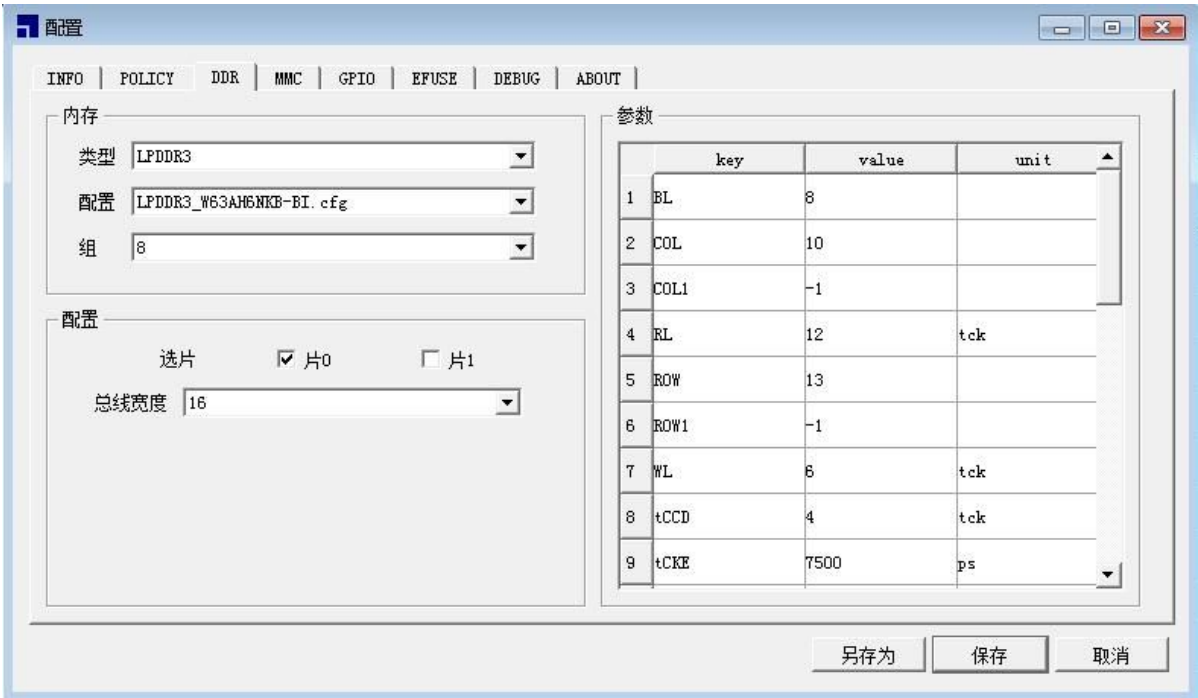 配置
INFO POLICY DDR MMC GPIO EFUSE DEBUG ABOUT
内存
类型 LPDDR3
配置 LPDDR3_W63AH6NKB-BI.cfg
组 8
配置
选片 片0 片1
总线宽度 16
参数
key value unit
1 BL 8
2 COL 10
3 COL1 -1
4 RL 12 tck
5 ROW 13
6 ROW1 -1
7 WL 6 tck
8 tCCD 4 tck
9 tCKE 7500 ps
另存为 保存 取消